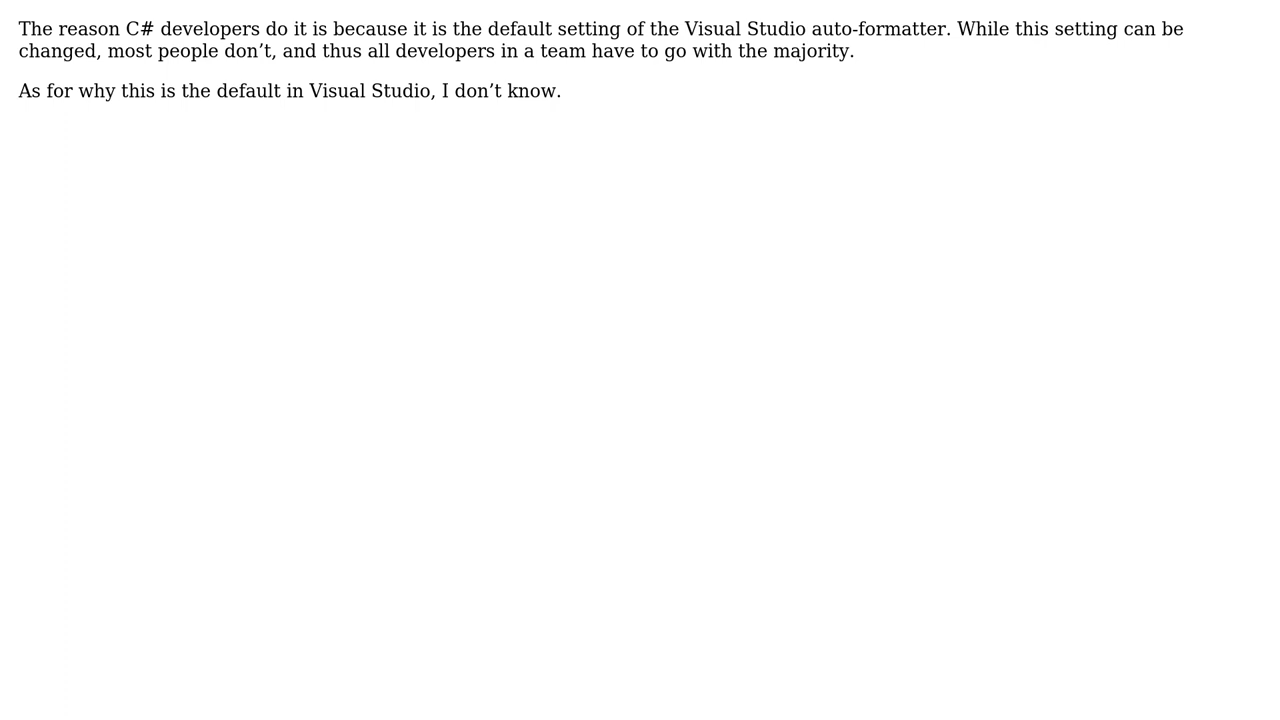 The reason C# developers do it is because it is the default setting of the Visual Studio auto-formatter. While this setting can be
changed, most people don’t, and thus all developers in a team have to go with the majority.
As for why this is the default in Visual Studio, I don’t know.